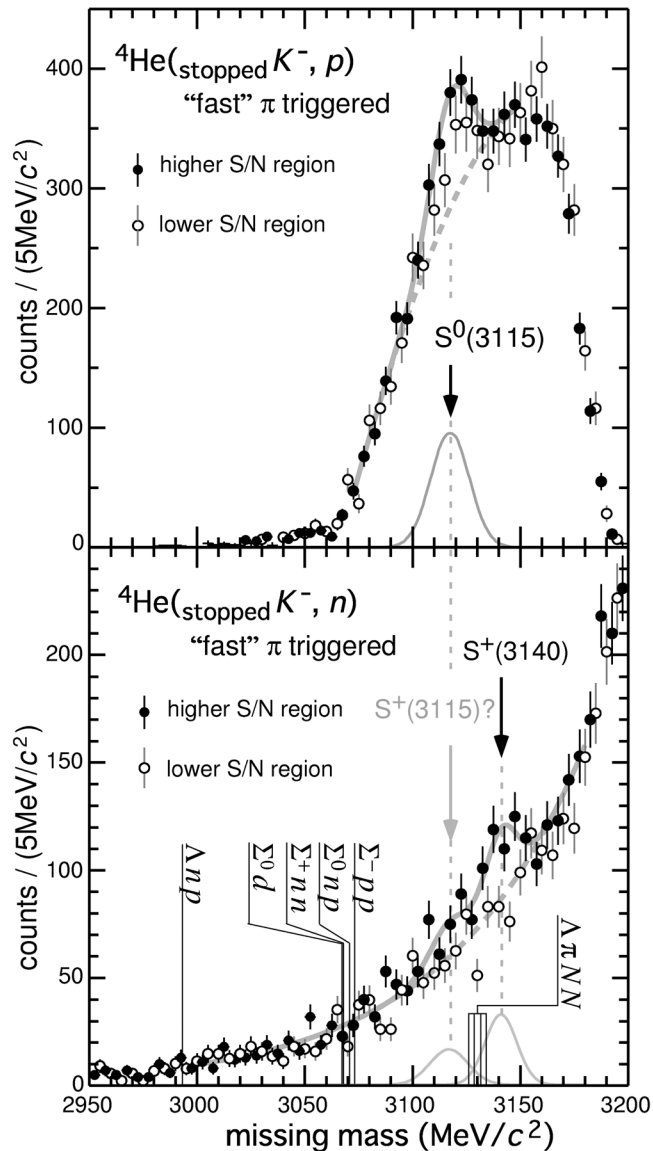 400
⁴He(stopped K⁻, p)
“fast” π triggered
higher S/N region
lower S/N region
300
counts / (5MeV/c²)
200
S⁰(3115)
100
0
⁴He(stopped K⁻, n)
“fast” π triggered
S⁺(3140)
200
higher S/N region
S⁺(3115)?
lower S/N region
150
counts / (5MeV/c²)
Λnp
Σ⁰d
Σ⁺nn
Σ⁰np
Σ⁻pp
100
ΛπNN
50
0
2950 3000 3050 3100 3150 3200
missing mass (MeV/c²)